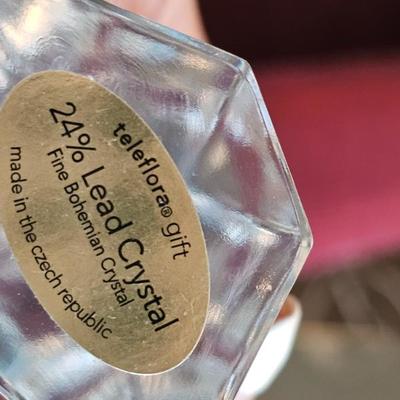 teleflora® gift
24% Lead Crystal
Fine Bohemian Crystal
made in the czech republic